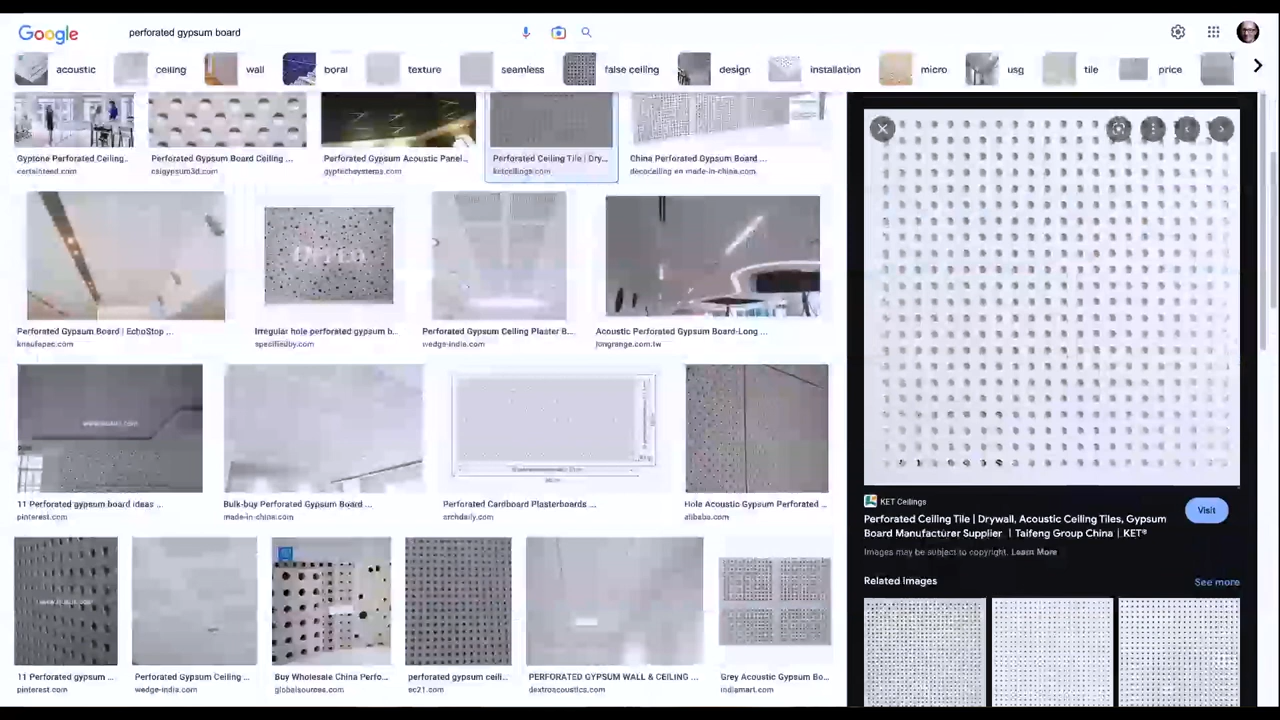 Google
perforated gypsum board
acoustic
ceiling
wall
boral
texture
seamless
false ceiling
design
installation
micro
usg
tile
price
Gyptone Perforated Ceiling..
certainteed.com
Perforated Gypsum Board Ceiling ...
csigypsum3d.com
Perforated Gypsum Acoustic Panel..
gyptechsystems.com
Perforated Ceiling Tile | Dry...
ketceilings.com
China Perforated Gypsum Board ...
decoceiling en made-in-china.com
Perforated Gypsum Board | EchoStop ...
knaufapac.com
Irregular hole perforated gypsum b...
specifiedby.com
Perforated Gypsum Ceiling Plaster B...
wedge-india.com
Acoustic Perforated Gypsum Board-Long ...
longrange.com.tw
11 Perforated gypsum board ideas ...
pinterest.com
Bulk-buy Perforated Gypsum Board ...
made-in-china.com
Perforated Cardboard Plasterboards ...
archdaily.com
Hole Acoustic Gypsum Perforated ...
alibaba.com
11 Perforated gypsum ...
pinterest.com
Perforated Gypsum Ceiling ...
wedge-india.com
Buy Wholesale China Perfo...
globalsources.com
perforated gypsum ceili...
ec21.com
PERFORATED GYPSUM WALL & CEILING ...
dextroacoustics.com
Grey Acoustic Gypsum Bo...
indiamart.com
KET Ceilings
Perforated Ceiling Tile | Drywall, Acoustic Ceiling Tiles, Gypsum
Board Manufacturer Supplier | Taifeng Group China | KET®
Visit
Images may be subject to copyright. Learn More
Related images
See more